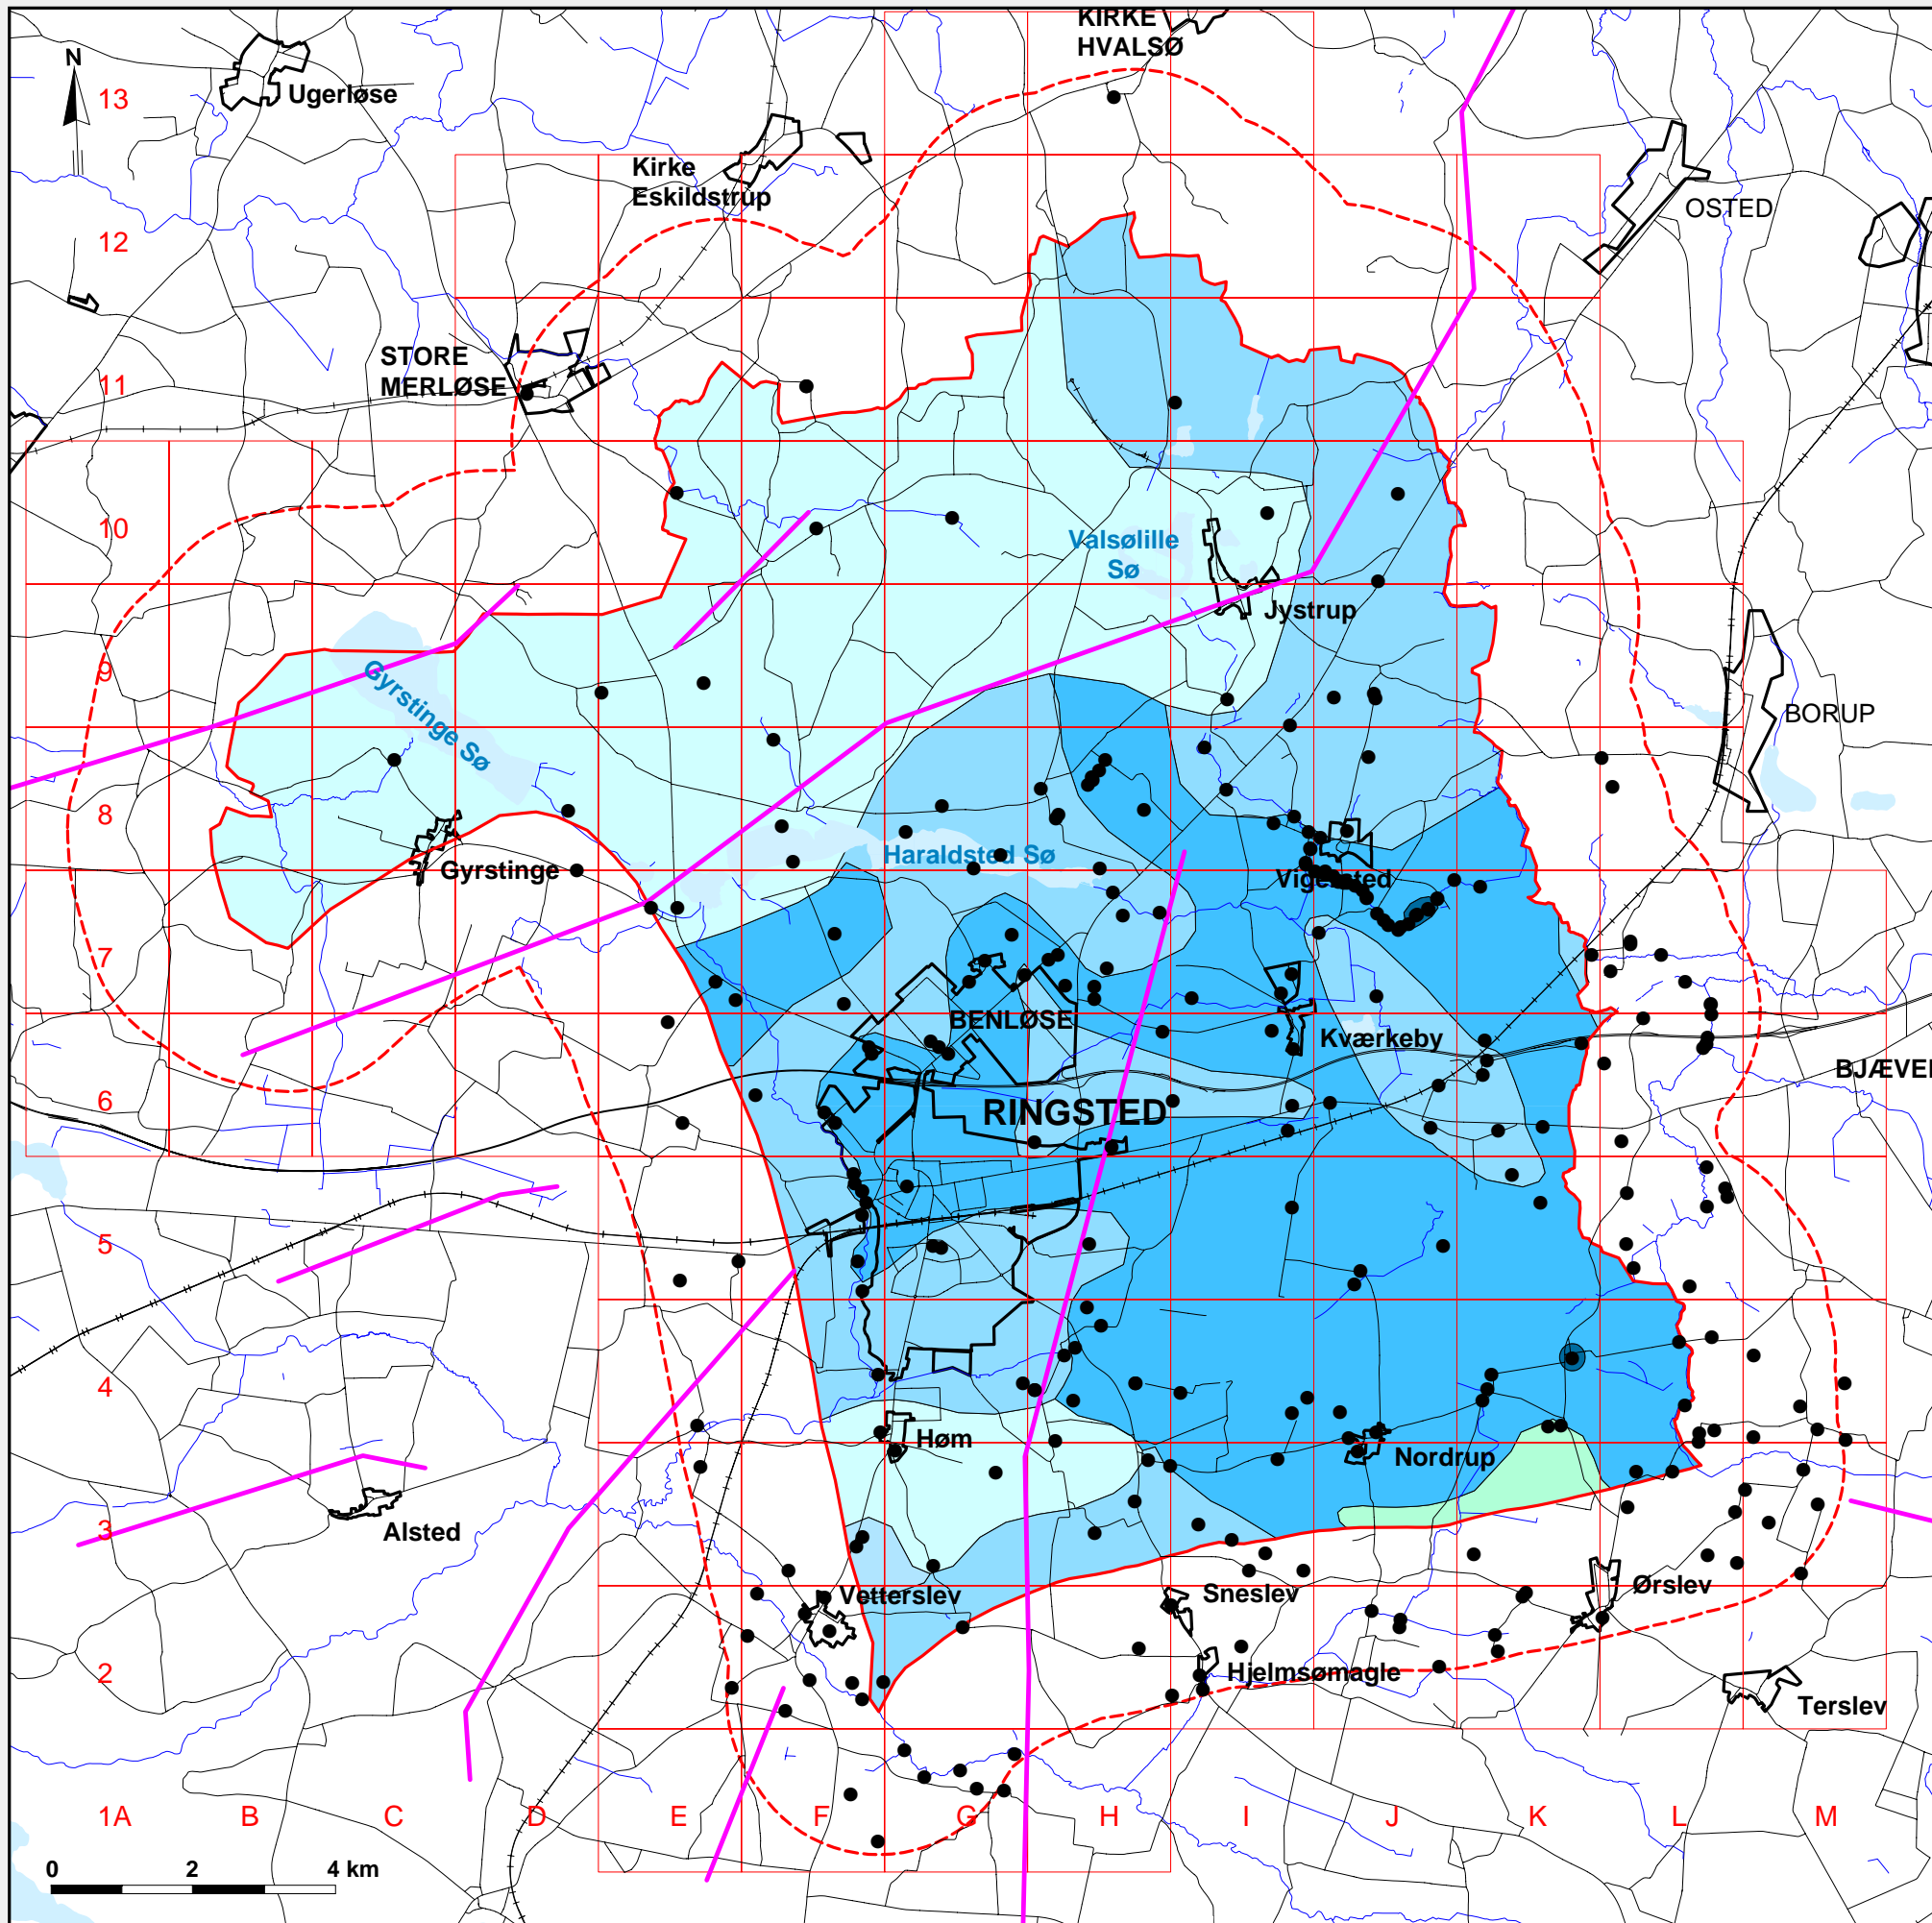 KIRKE
HVALSØ
N
13
Ugerløse
Kirke
Eskildstrup
OSTED
12
STORE
MERLØSE
11
10
Valsølille
Sø
Jystrup
9
Gyrstinge Sø
BORUP
8
Haraldsted Sø
Gyrstinge
7
BENLØSE
Kværkeby
BJÆVE
6
RINGSTED
5
4
Høm
Nordrup
3
Alsted
Vetterslev
Sneslev
Ørslev
2
Hjelmsømagle
Terslev
1A B C D E F G H I J K L M
0 2 4 km